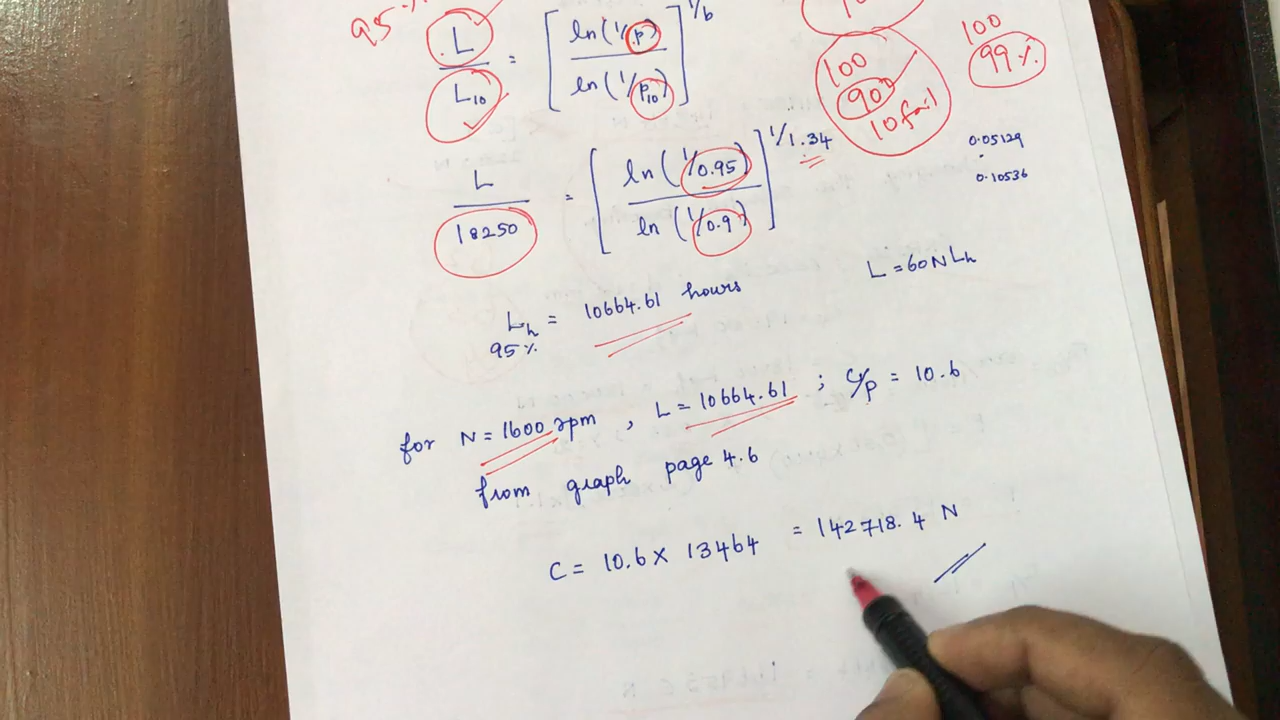 95 %
L / L10 = [ ln(1/p) / ln(1/p10) ]^1/b
100
90
10 fail
100
99 %
L / 18250 = [ ln(1/0.95) / ln(1/0.9) ]^1/1.34
0.05129
0.10536
Lh = 10664.61 hours
95 %
L = 60NLh
for N = 1600 rpm , L = 10664.61 ; C/p = 10.6
from graph page 4.6
C = 10.6 x 13464 = 142718.4 N